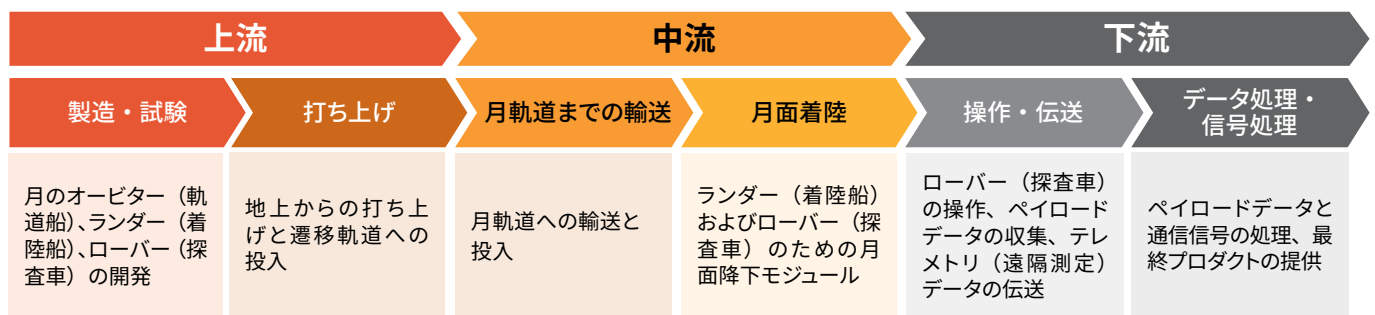 上流
中流
下流
製造・試験
打ち上げ
月軌道までの輸送
月面着陸
操作・伝送
データ処理・
信号処理
月のオービター（軌
道船）、ランダー（着
陸船）、ローバー（探
査車）の開発
地上からの打ち上
げと遷移軌道への
投入
月軌道への輸送と
投入
ランダー（着陸船）
およびローバー（探
査車）のための月
面降下モジュール
ローバー（探査車）
の操作、ペイロード
データの収集、テレ
メトリ（遠隔測定）
データの伝送
ペイロードデータと
通信信号の処理、最
終プロダクトの提供